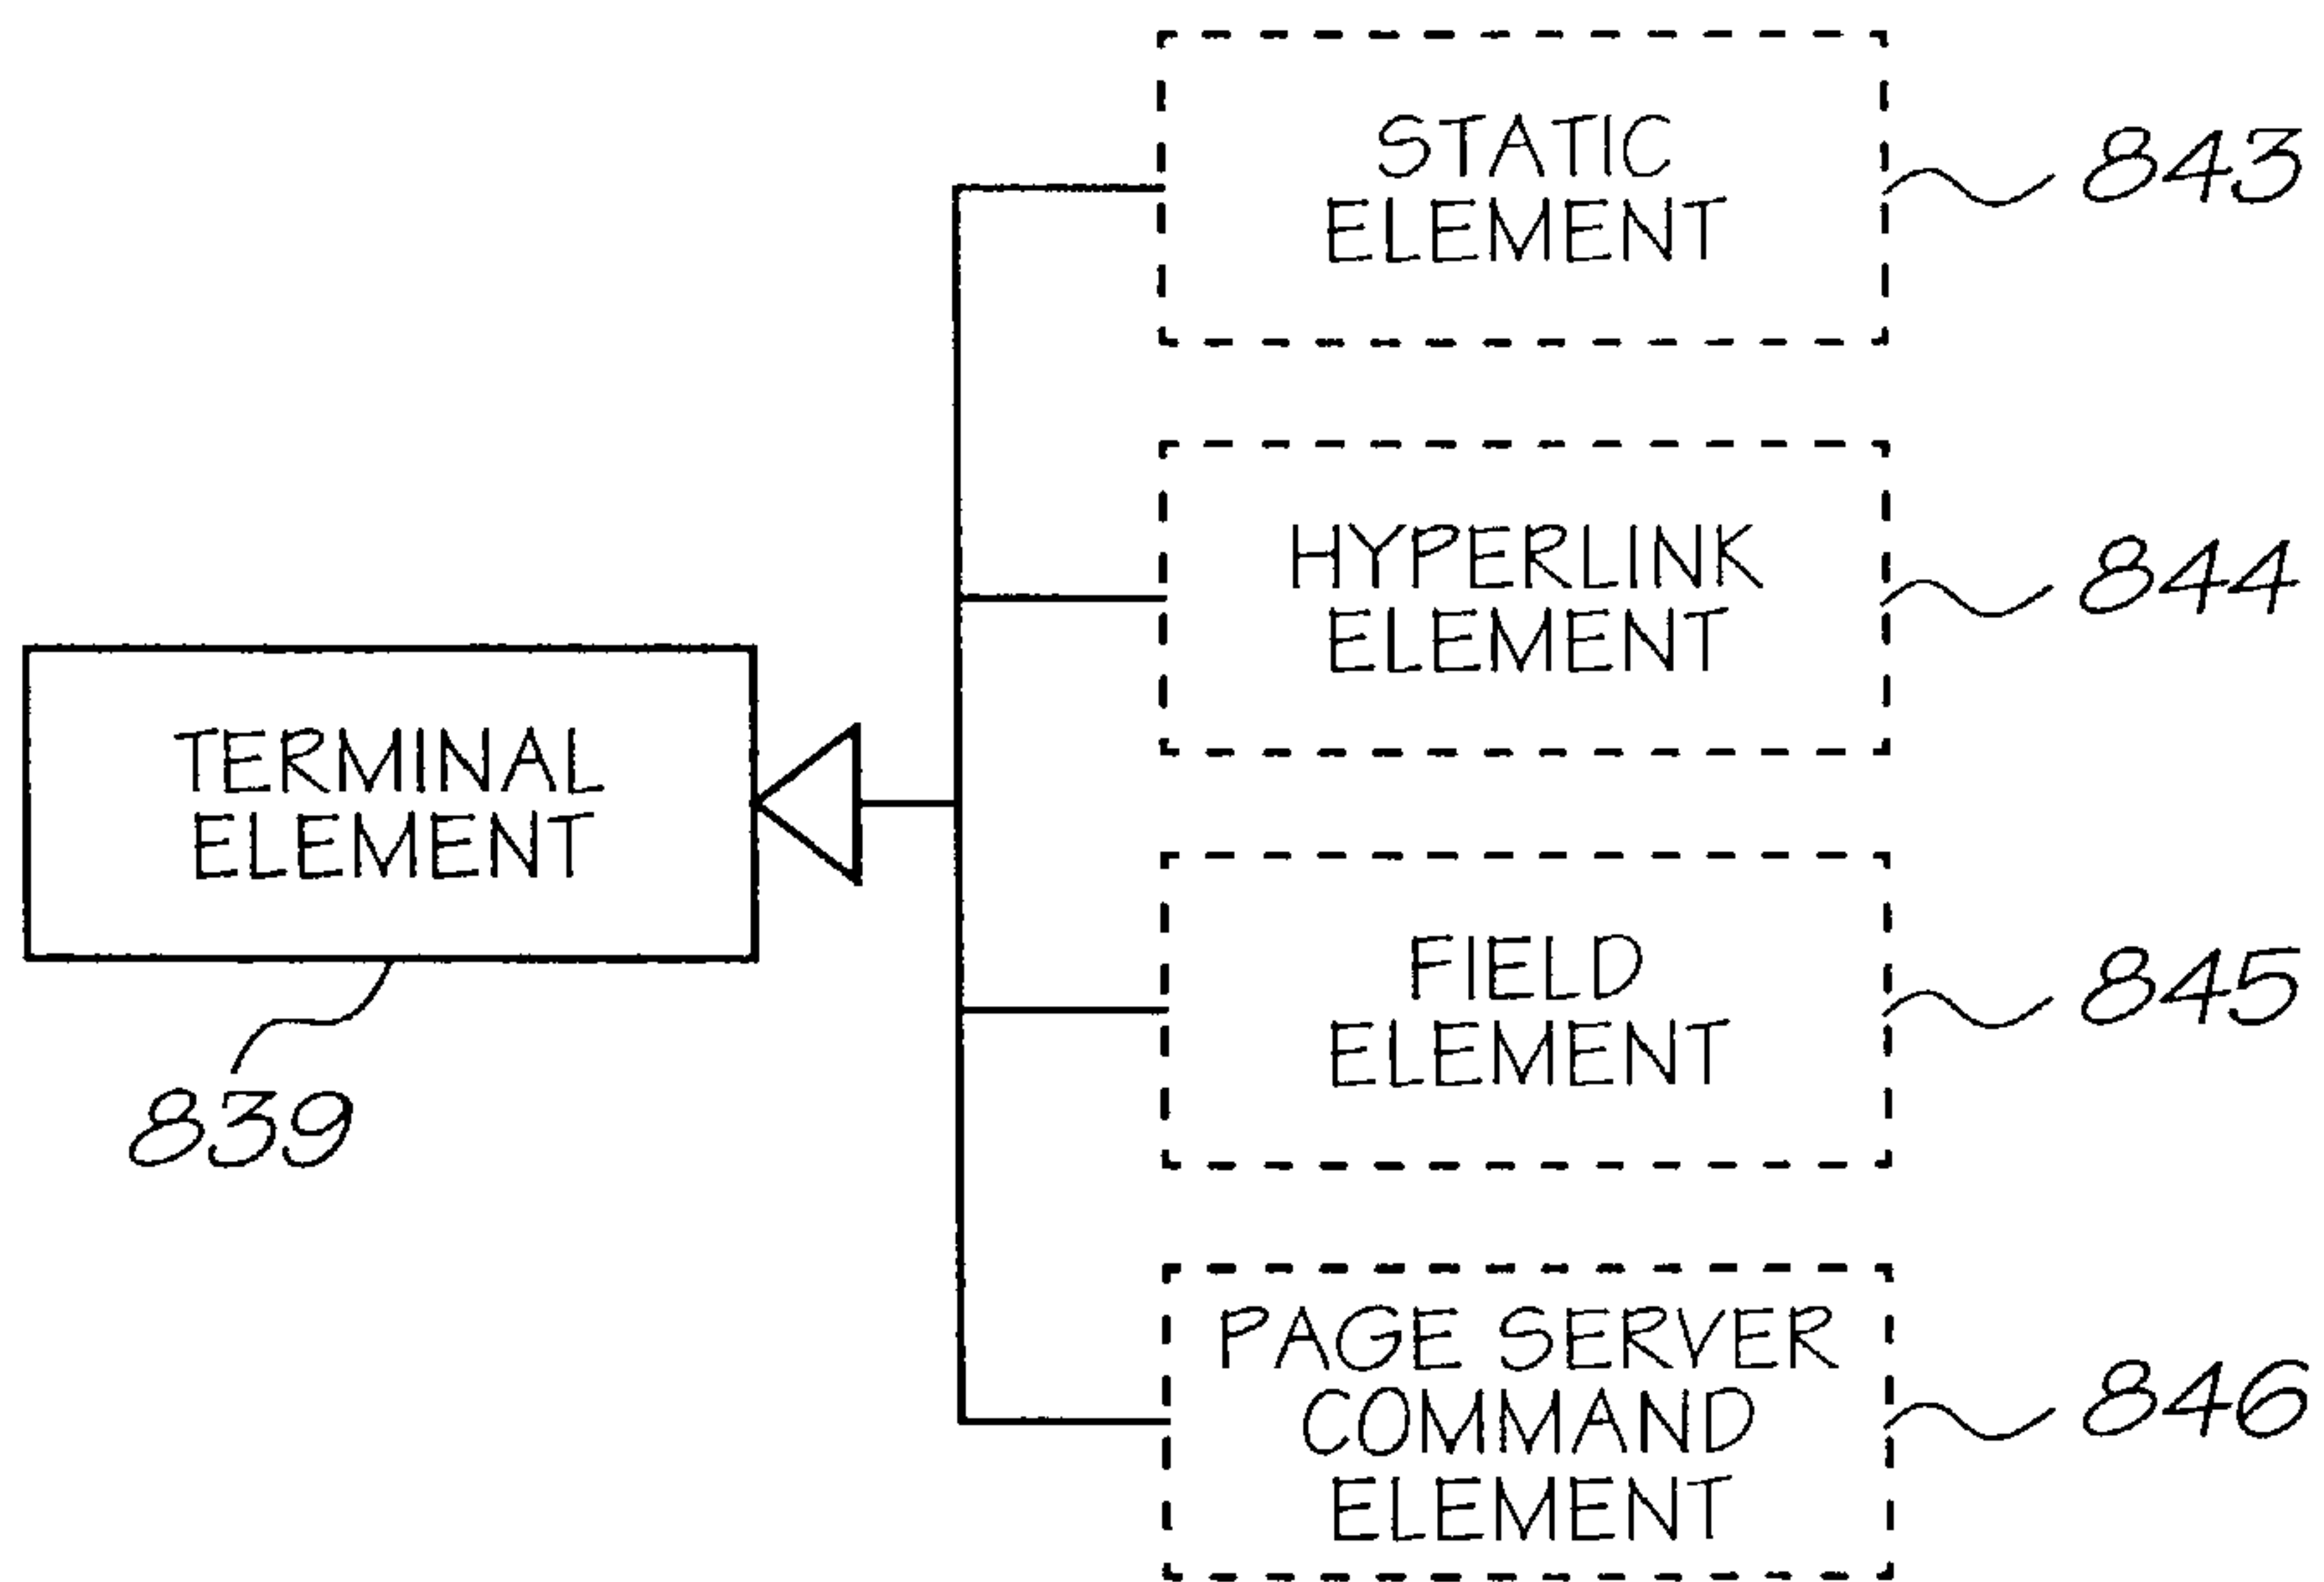 STATIC
ELEMENT
843
HYPERLINK
ELEMENT
844
TERMINAL
ELEMENT
839
FIELD
ELEMENT
845
PAGE SERVER
COMMAND
ELEMENT
846